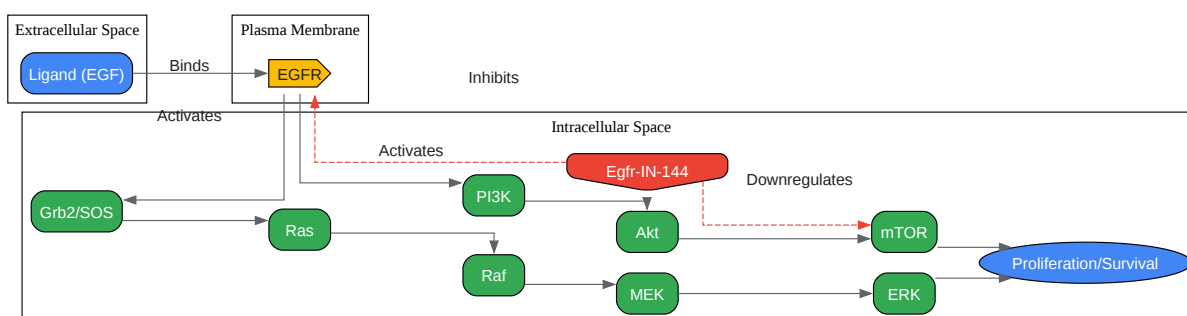 Extracellular Space
Plasma Membrane
Ligand (EGF)
Binds
EGFR
Inhibits
Activates
Intracellular Space
Activates
Egfr-IN-144
Downregulates
PI3K
Grb2/SOS
Ras
Akt
mTOR
Proliferation/Survival
Raf
MEK
ERK